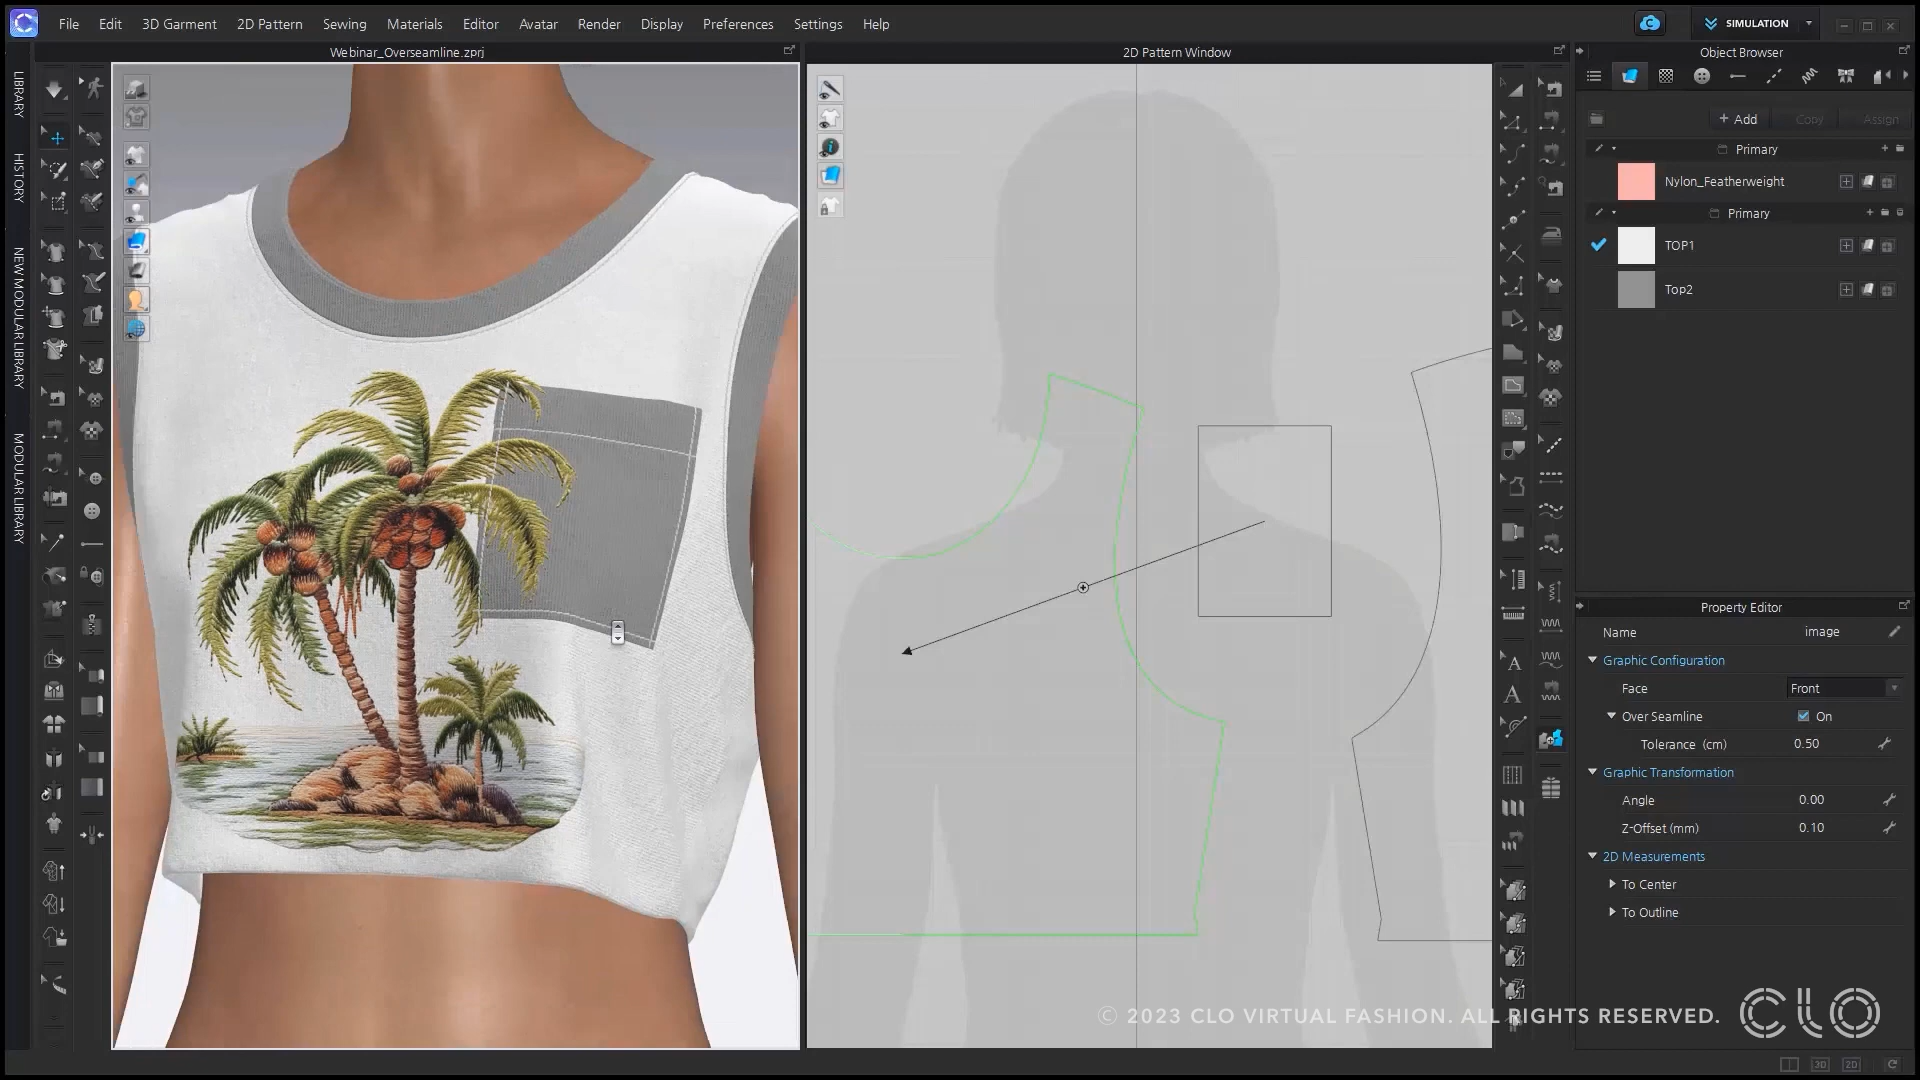 File Edit 3D Garment 2D Pattern Sewing Materials Editor Avatar Render Display Preferences Settings Help
SIMULATION
Webinar_Overseamline.zprj
2D Pattern Window
Object Browser
LIBRARY
HISTORY
NEW MODULAR LIBRARY
MODULAR LIBRARY
+ Add Copy Assign
Primary
Nylon_Featherweight
Primary
TOP1
Top2
Property Editor
Name image
Graphic Configuration
Face Front
Over Seamline On
Tolerance (cm) 0.50
Graphic Transformation
Angle 0.00
Z-Offset (mm) 0.10
2D Measurements
To Center
To Outline
© 2023 CLO VIRTUAL FASHION. ALL RIGHTS RESERVED.
CLO
3D 2D